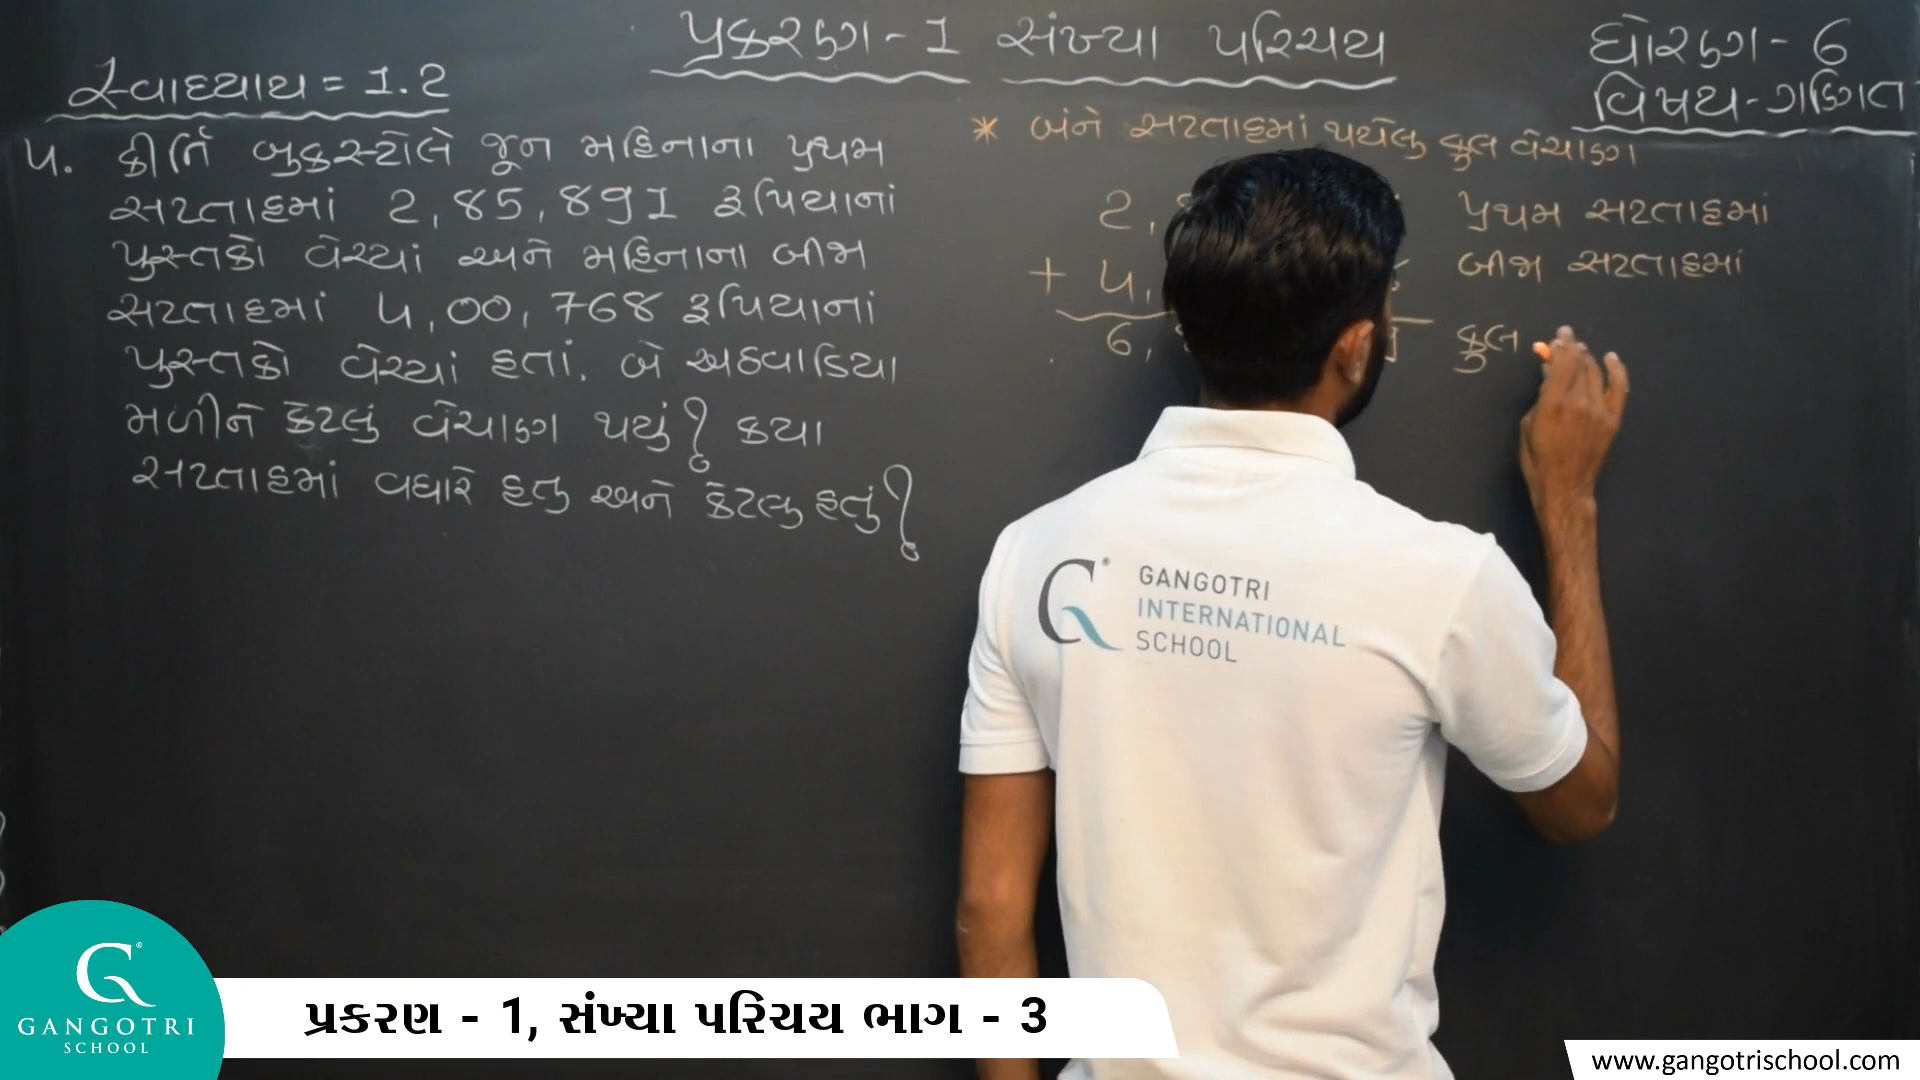 પ્રકરણ - 1 સંખ્યા પરિચય
ધોરણ - 6
વિષય - ગણિત
સ્વાધ્યાય = 1.2
૫. કીર્તિ બુકસ્ટોલે જૂન મહિનાના પ્રથમ
સપ્તાહમાં 2,85,891 રૂપિયાનાં
પુસ્તકો વેચ્યાં અને મહિનાના બીજા
સપ્તાહમાં ૫,00,768 રૂપિયાનાં
પુસ્તકો વેચ્યાં હતાં. બે અઠવાડિયા
મળીને કેટલું વેચાણ થયું? કયા
સપ્તાહમાં વધારે હતુ અને કેટલુ હતું?
* બંને સપ્તાહમાં થયેલુ કુલ વેચાણ
2, પ્રથમ સપ્તાહમાં
+ ૫, બીજા સપ્તાહમાં
6, કુલ
GANGOTRI
INTERNATIONAL
SCHOOL
GANGOTRI
SCHOOL
પ્રકરણ - 1, સંખ્યા પરિચય ભાગ - 3
www.gangotrischool.com